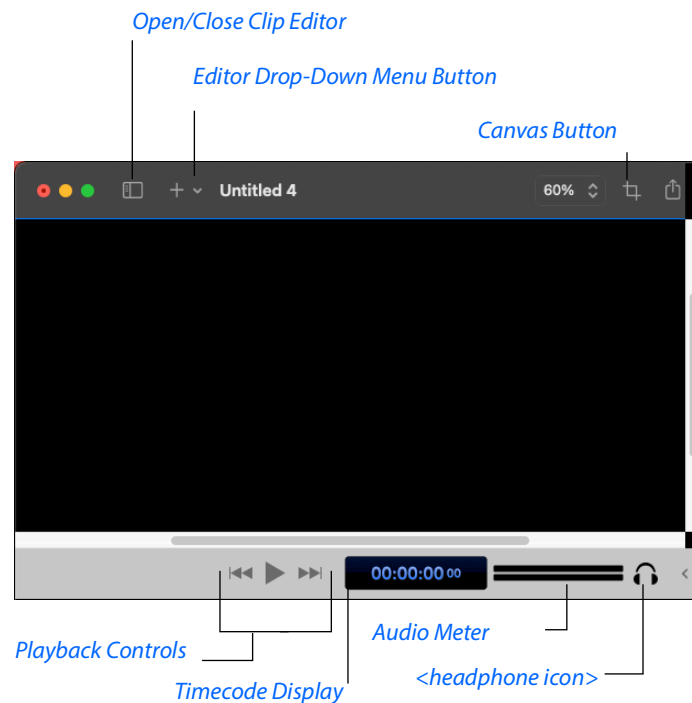 Open/Close Clip Editor
Editor Drop-Down Menu Button
Canvas Button
Untitled 4
60%
00:00:00 00
Playback Controls
Audio Meter
Timecode Display
<headphone icon>